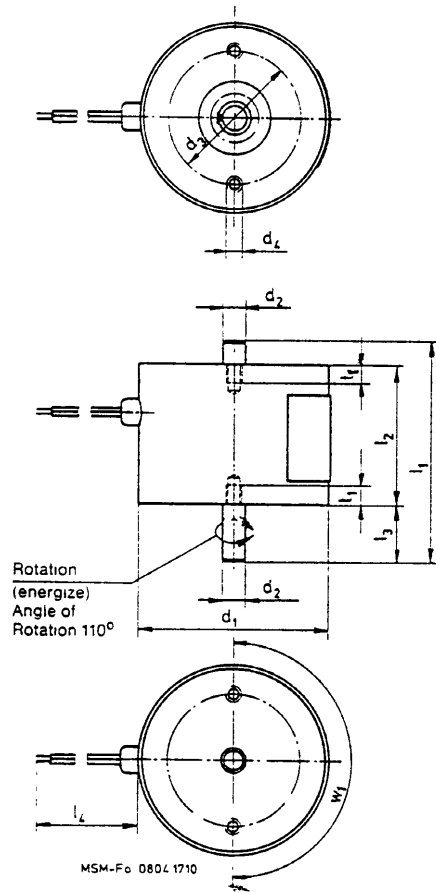 d3
d4
d2
t1
l2
l1
t1
l3
Rotation
(energize)
Angle of
Rotation 110°
d2
d1
w1
l4
MSM-Fo 0804 1710